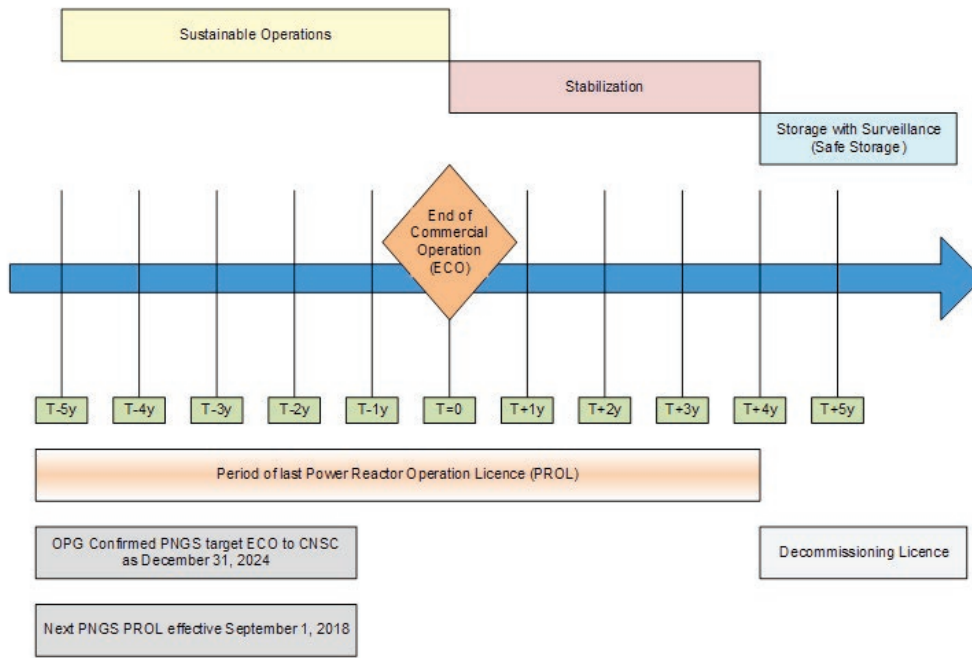 Sustainable Operations
Stabilization
Storage with Surveillance
(Safe Storage)
End of
Commercial
Operation
(ECO)
T-5y
T-4y
T-3y
T-2y
T-1y
T=0
T+1y
T+2y
T+3y
T+4y
T+5y
Period of last Power Reactor Operation Licence (PROL)
OPG Confirmed PNGS target ECO to CNSC
as December 31, 2024
Decommissioning Licence
Next PNGS PROL effective September 1, 2018